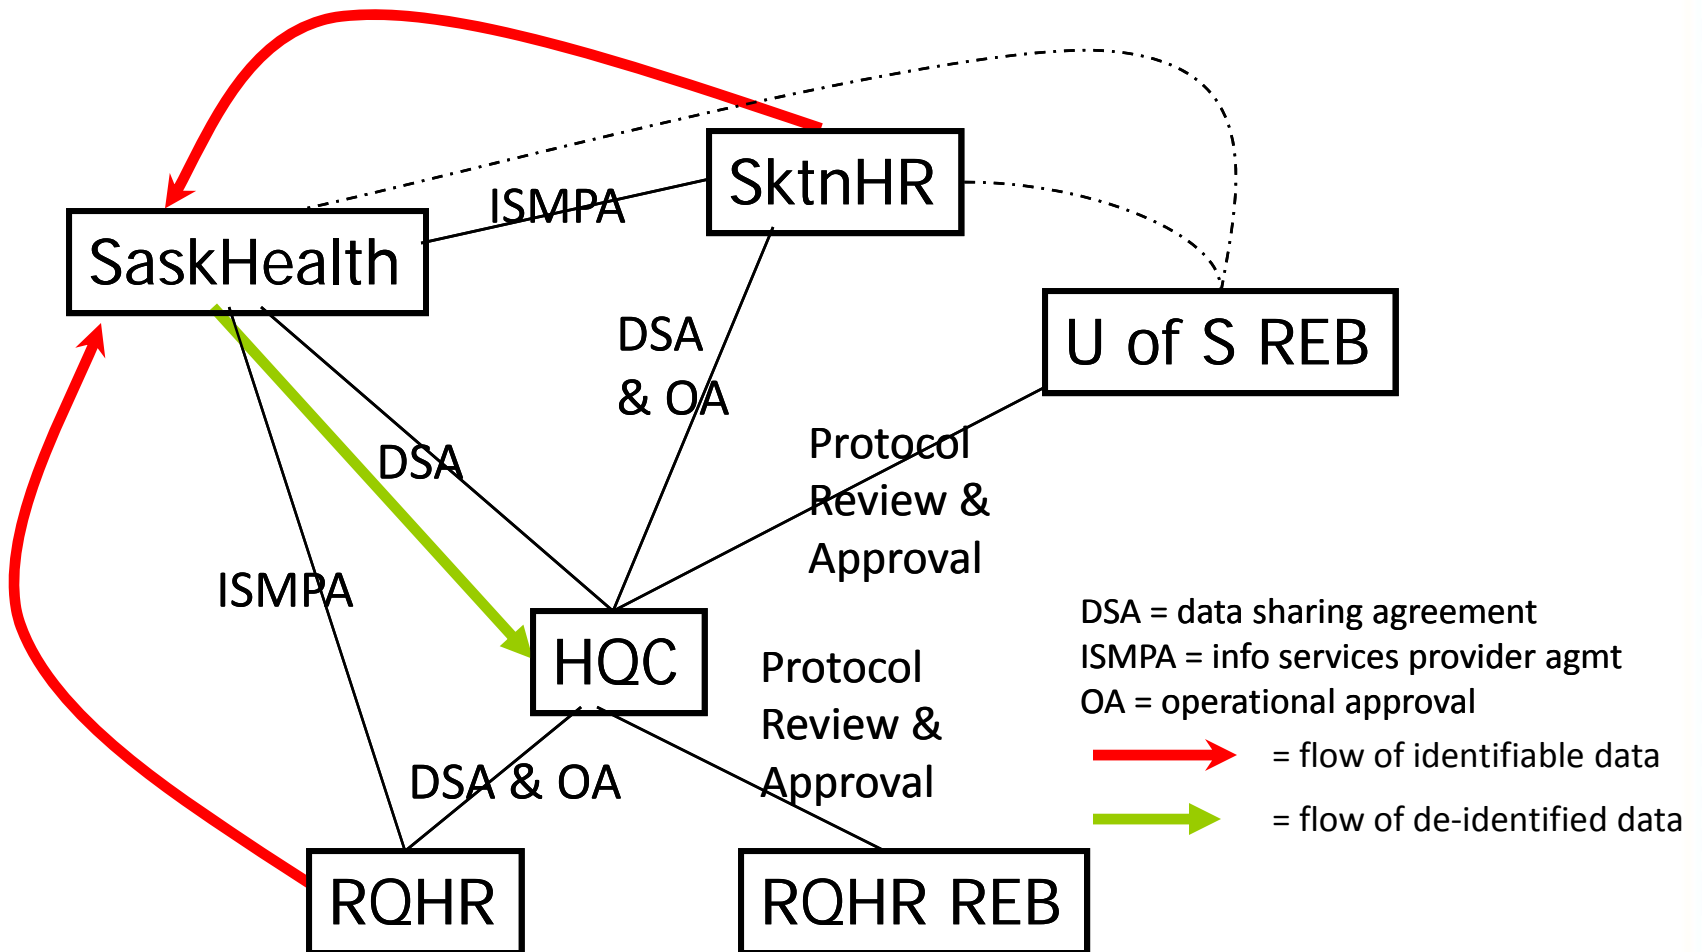 SktnHR
ISMPA
SaskHealth
U of S REB
DSA
& OA
DSA
Protocol
Review &
Approval
ISMPA
HQC
Protocol
Review &
Approval
DSA & OA
DSA = data sharing agreement
ISMPA = info services provider agmt
OA = operational approval
= flow of identifiable data
= flow of de-identified data
RQHR
RQHR REB